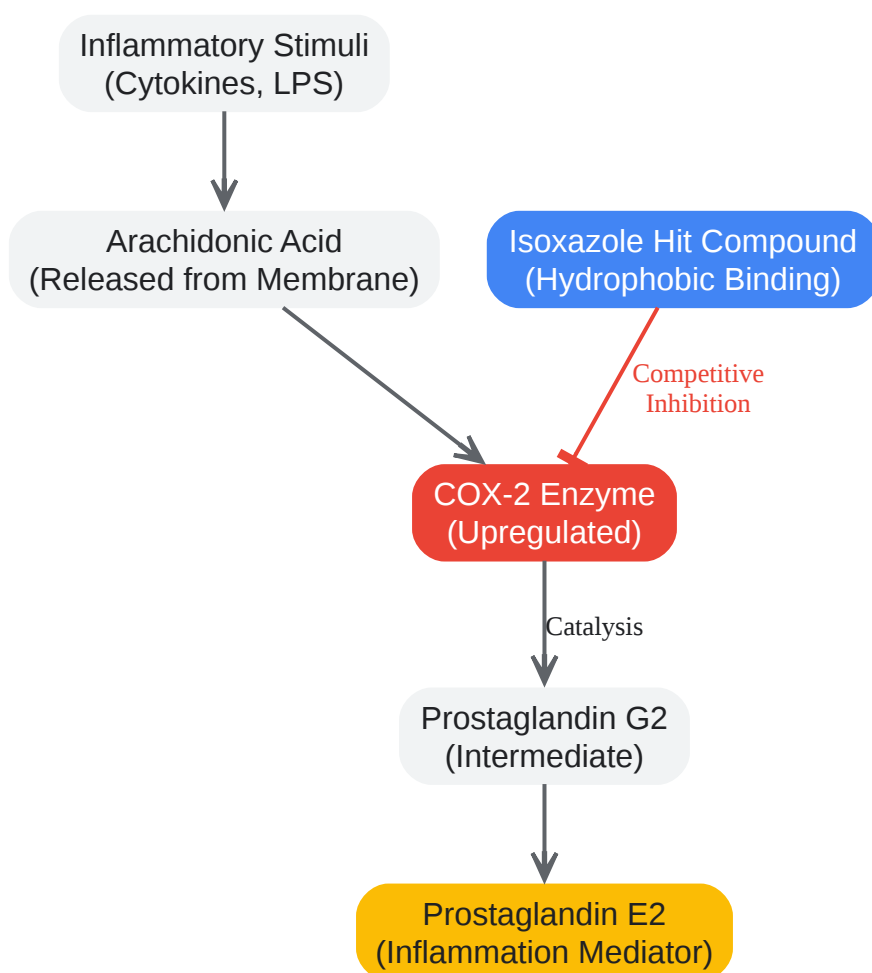 Inflammatory Stimuli
(Cytokines, LPS)
Arachidonic Acid
(Released from Membrane)
Isoxazole Hit Compound
(Hydrophobic Binding)
Competitive
Inhibition
COX-2 Enzyme
(Upregulated)
Catalysis
Prostaglandin G2
(Intermediate)
Prostaglandin E2
(Inflammation Mediator)